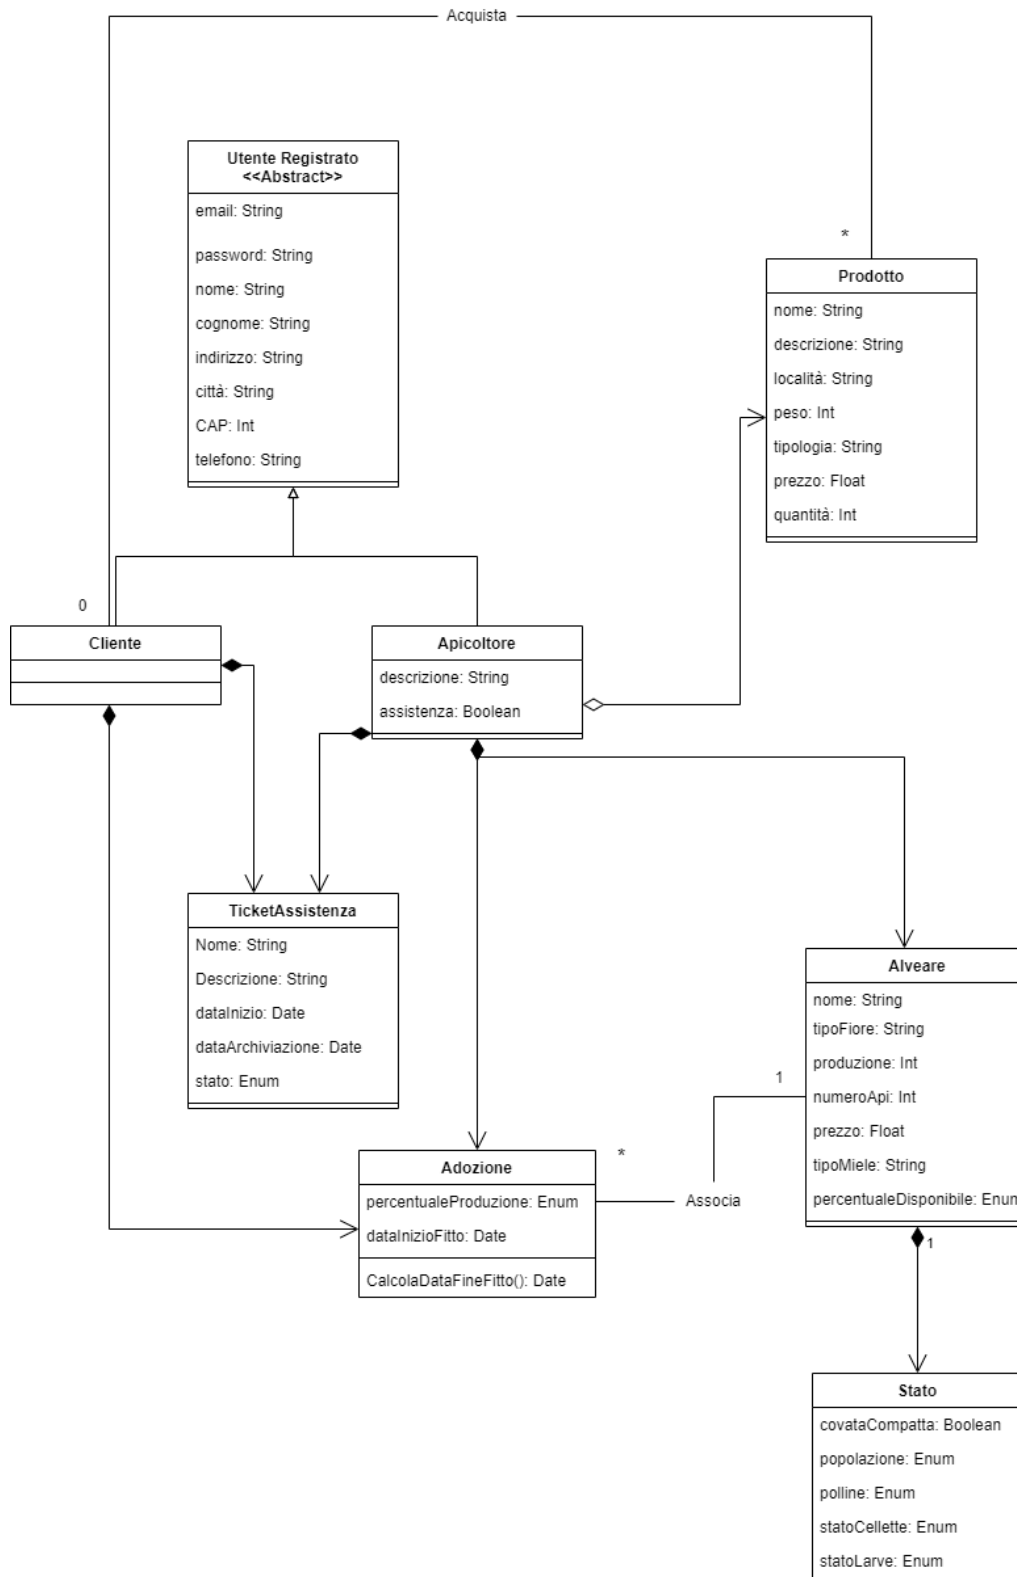 Acquista
Utente Registrato
<<Abstract>>
email: String
password: String
nome: String
cognome: String
indirizzo: String
città: String
CAP: Int
telefono: String
*
Prodotto
nome: String
descrizione: String
località: String
peso: Int
tipologia: String
prezzo: Float
quantità: Int
0
Cliente
Apicoltore
descrizione: String
assistenza: Boolean
TicketAssistenza
Nome: String
Descrizione: String
dataInizio: Date
dataArchiviazione: Date
stato: Enum
Alveare
nome: String
tipoFiore: String
produzione: Int
numeroApi: Int
prezzo: Float
tipoMiele: String
percentualeDisponibile: Enum
1
*
Associa
Adozione
percentualeProduzione: Enum
dataInizioFitto: Date
CalcolaDataFineFitto(): Date
1
Stato
covataCompatta: Boolean
popolazione: Enum
polline: Enum
statoCellette: Enum
statoLarve: Enum